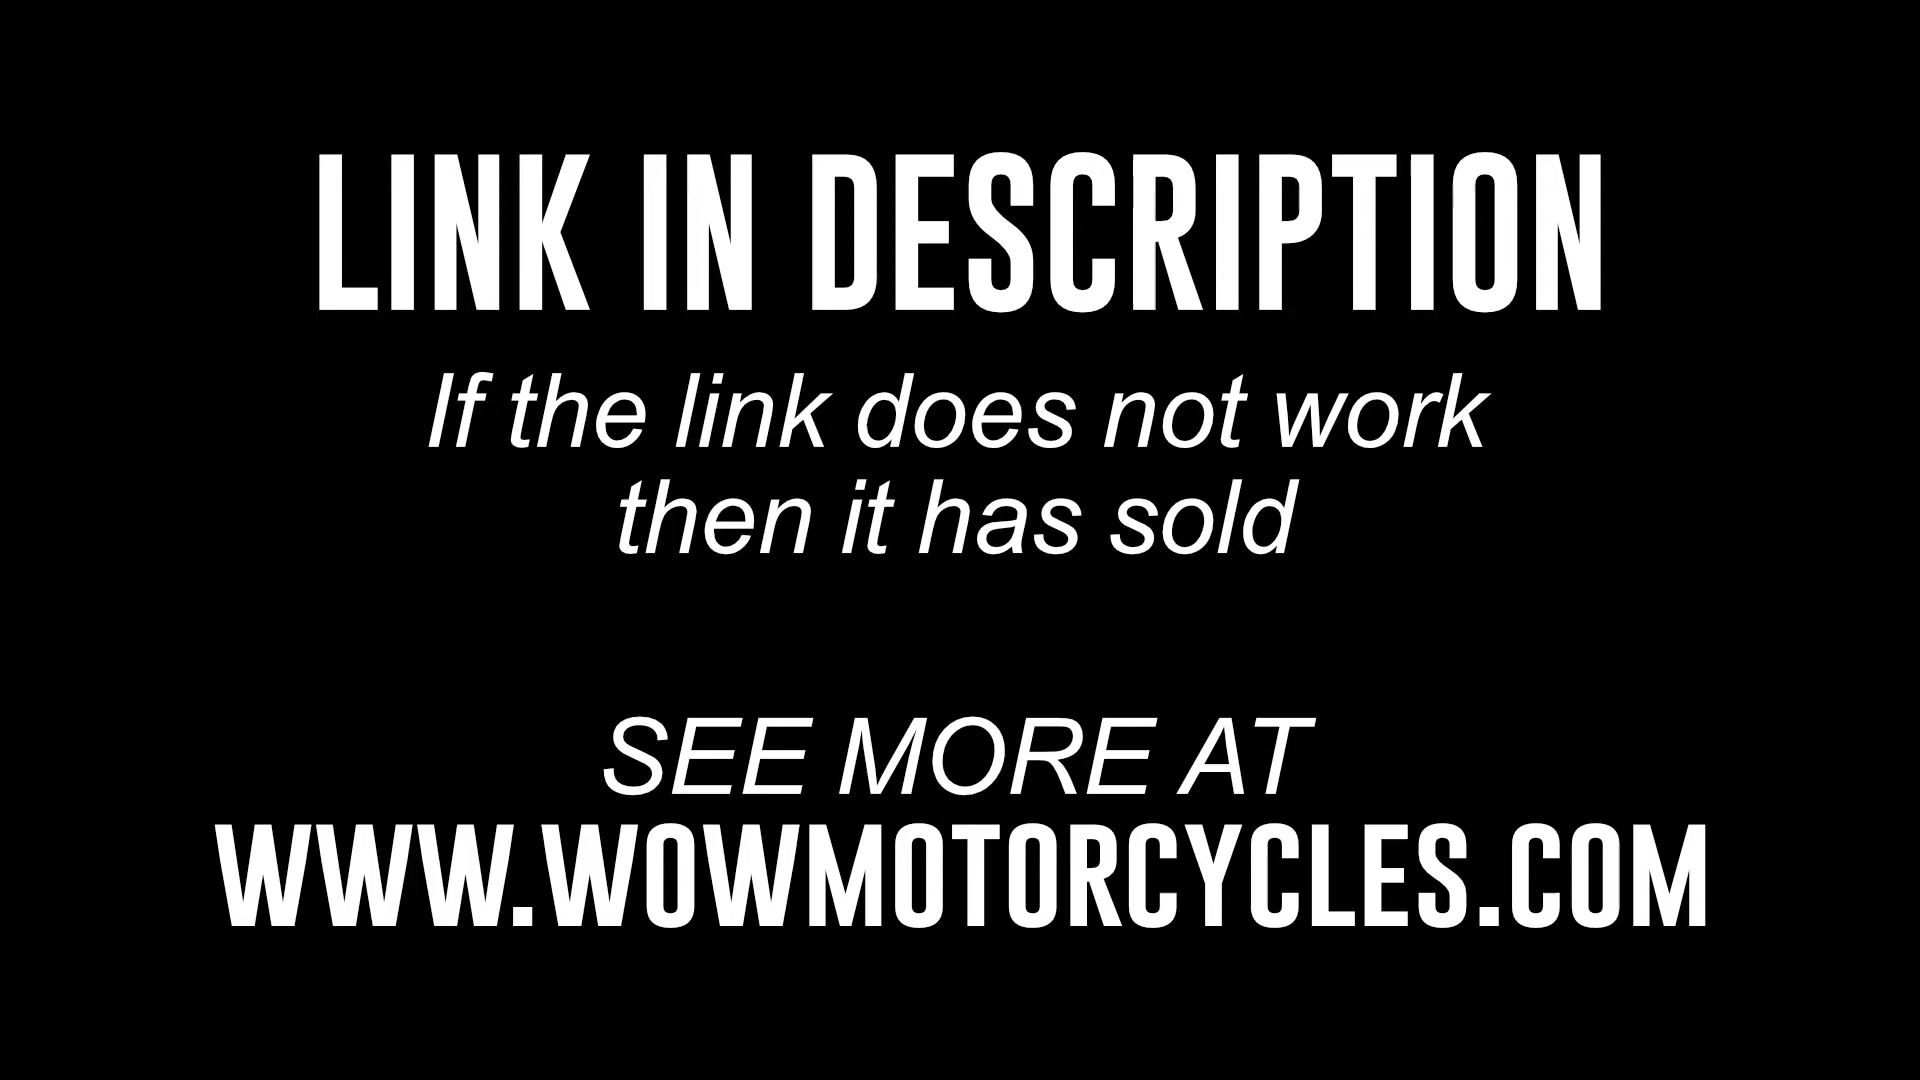 LINK IN DESCRIPTION
If the link does not work
then it has sold
SEE MORE AT
WWW.WOWMOTORCYCLES.COM